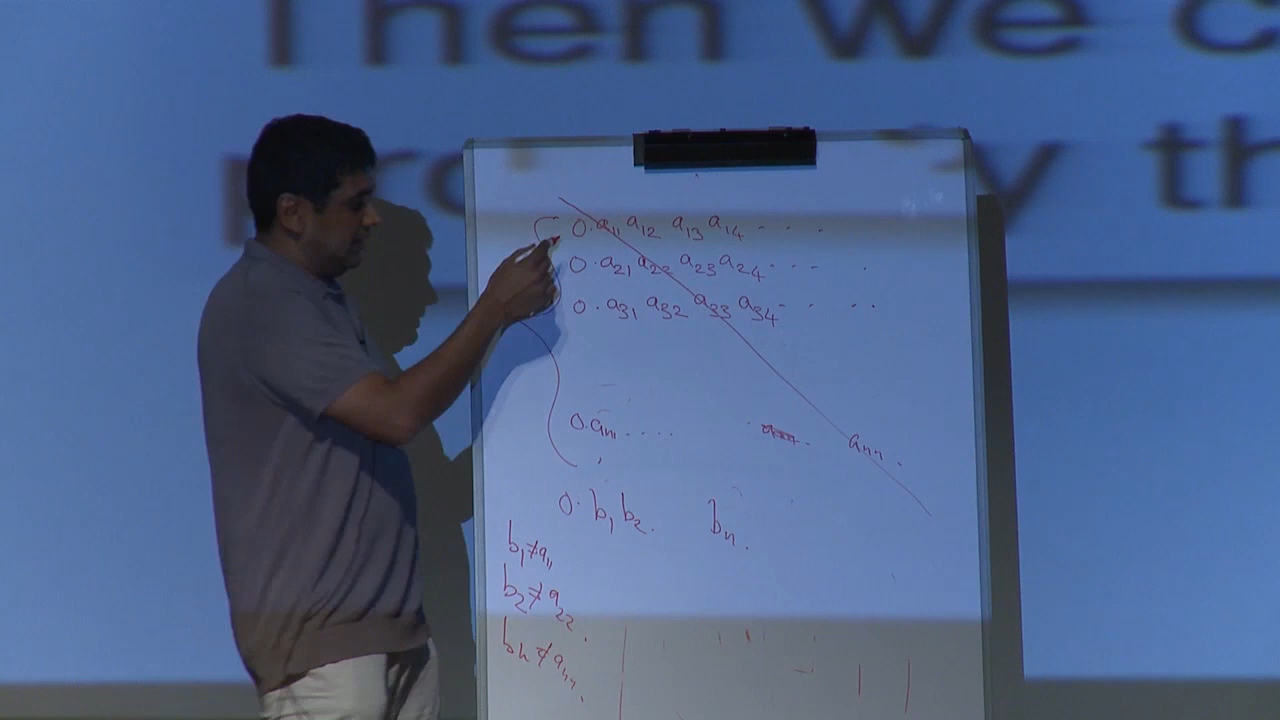 Then we c
y th
0.a₁₁ a₁₂ a₁₃ a₁₄ - - - .
0.a₂₁ a₂₂ a₂₃ a₂₄ - - - .
0.a₃₁ a₃₂ a₃₃ a₃₄ - - . .
0.aₙ₁ . . . . aₙₙ .
0.b₁ b₂. bₙ.
b₁≠a₁₁
b₂≠a₂₂.
bₙ≠aₙₙ.